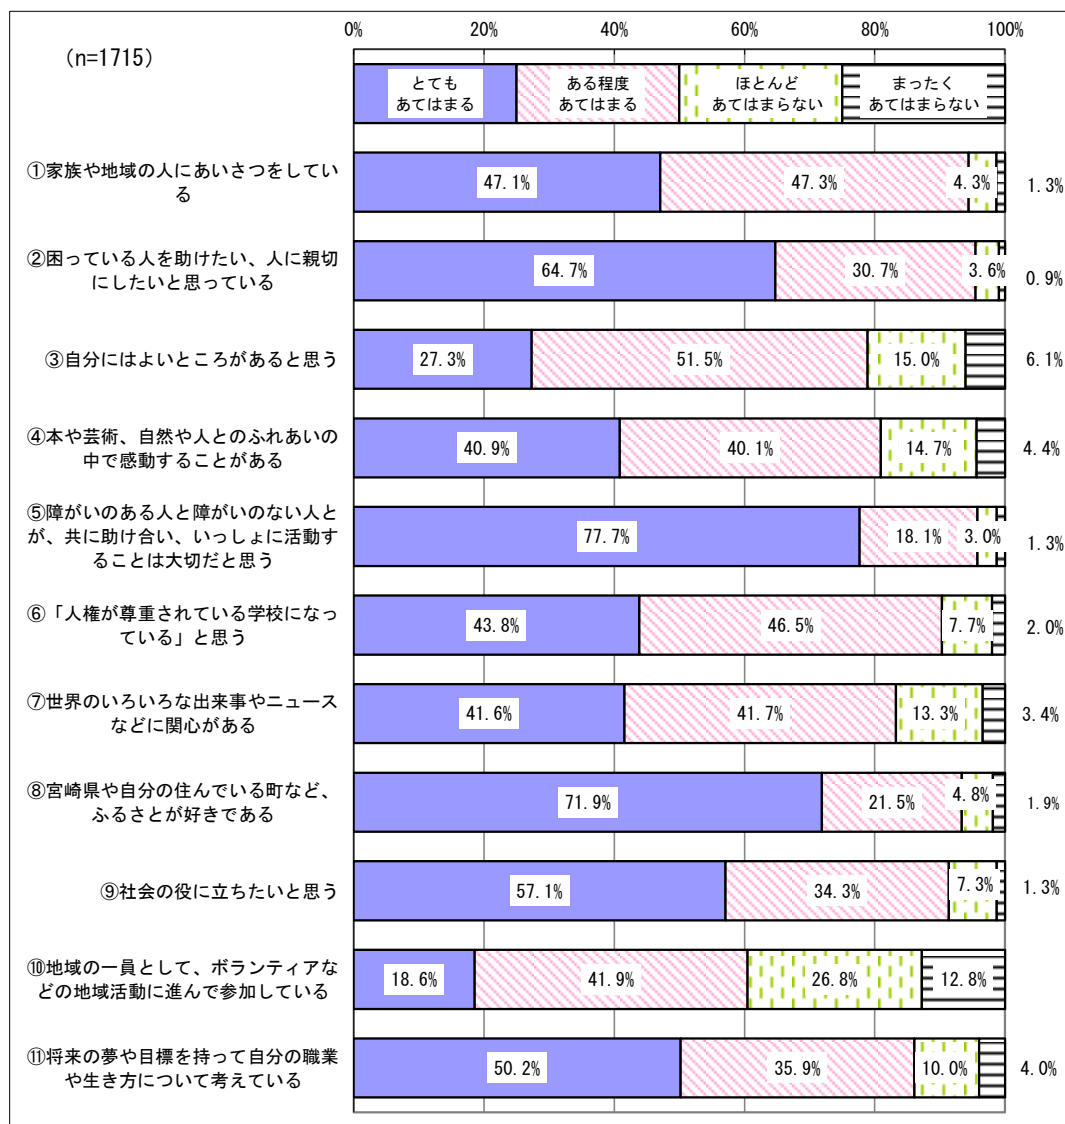 0%
20%
40%
60%
80%
100%
(n=1715)
とても
あてはまる
ある程度
あてはまる
ほとんど
あてはまらない
まったく
あてはまらない
①家族や地域の人にあいさつをしてい
る
47.1%
47.3%
4.3%
1.3%
②困っている人を助けたい、人に親切
にしたいと思っている
64.7%
30.7%
3.6%
0.9%
③自分にはよいところがあると思う
27.3%
51.5%
15.0%
6.1%
④本や芸術、自然や人とのふれあいの
中で感動することがある
40.9%
40.1%
14.7%
4.4%
⑤障がいのある人と障がいのない人と
が、共に助け合い、いっしょに活動す
ることは大切だと思う
77.7%
18.1%
3.0%
1.3%
⑥「人権が尊重されている学校になっ
ている」と思う
43.8%
46.5%
7.7%
2.0%
⑦世界のいろいろな出来事やニュース
などに関心がある
41.6%
41.7%
13.3%
3.4%
⑧宮崎県や自分の住んでいる町など、
ふるさとが好きである
71.9%
21.5%
4.8%
1.9%
⑨社会の役に立ちたいと思う
57.1%
34.3%
7.3%
1.3%
⑩地域の一員として、ボランティアな
どの地域活動に進んで参加している
18.6%
41.9%
26.8%
12.8%
⑪将来の夢や目標を持って自分の職業
や生き方について考えている
50.2%
35.9%
10.0%
4.0%